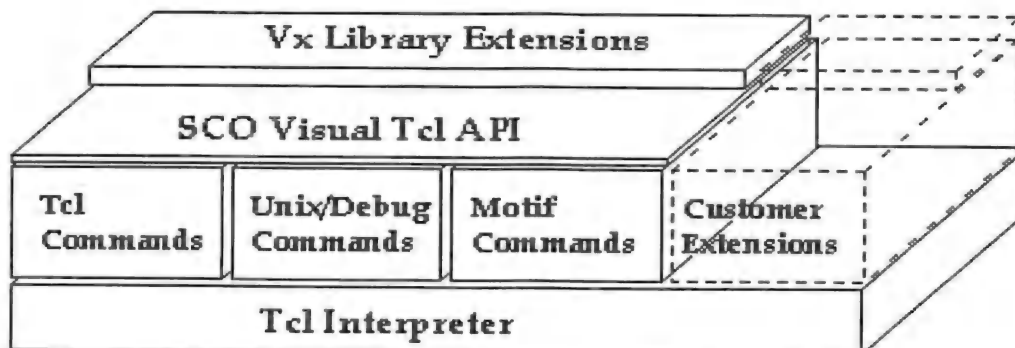 Vx Library Extensions
SCO Visual Tcl API
Tcl
Commands
Unix/Debug
Commands
Motif
Commands
Customer
Extensions
Tcl Interpreter